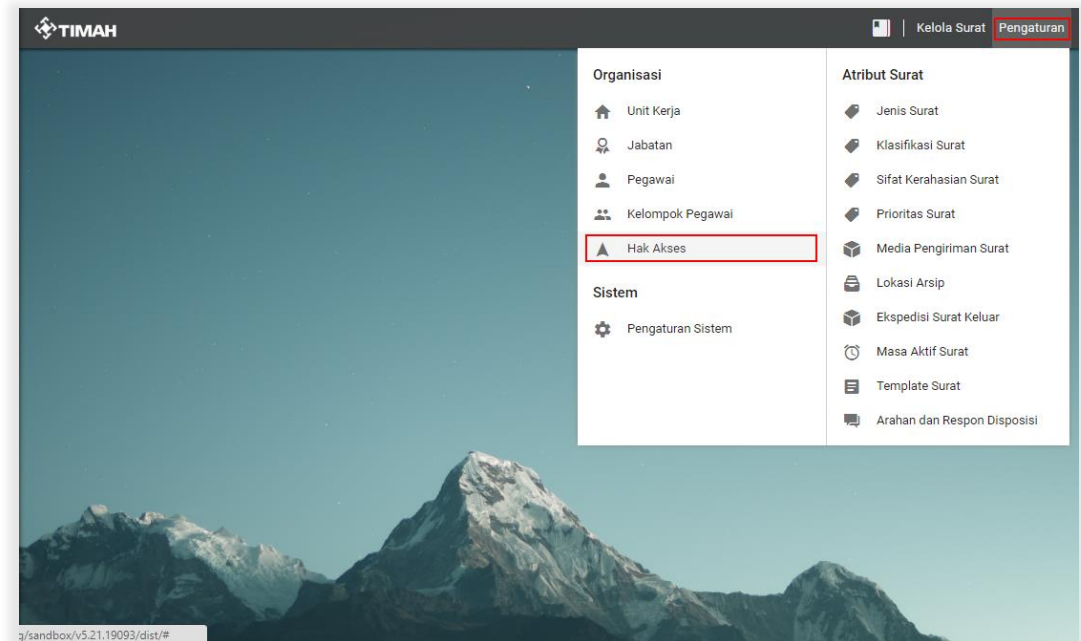 TIMAH
Kelola Surat
Pengaturan
Organisasi
Unit Kerja
Jabatan
Pegawai
Kelompok Pegawai
Hak Akses
Sistem
Pengaturan Sistem
Atribut Surat
Jenis Surat
Klasifikasi Surat
Sifat Kerahasian Surat
Prioritas Surat
Media Pengiriman Surat
Lokasi Arsip
Ekspedisi Surat Keluar
Masa Aktif Surat
Template Surat
Arahan dan Respon Disposisi
g/sandbox/v5.21.19093/dist/#